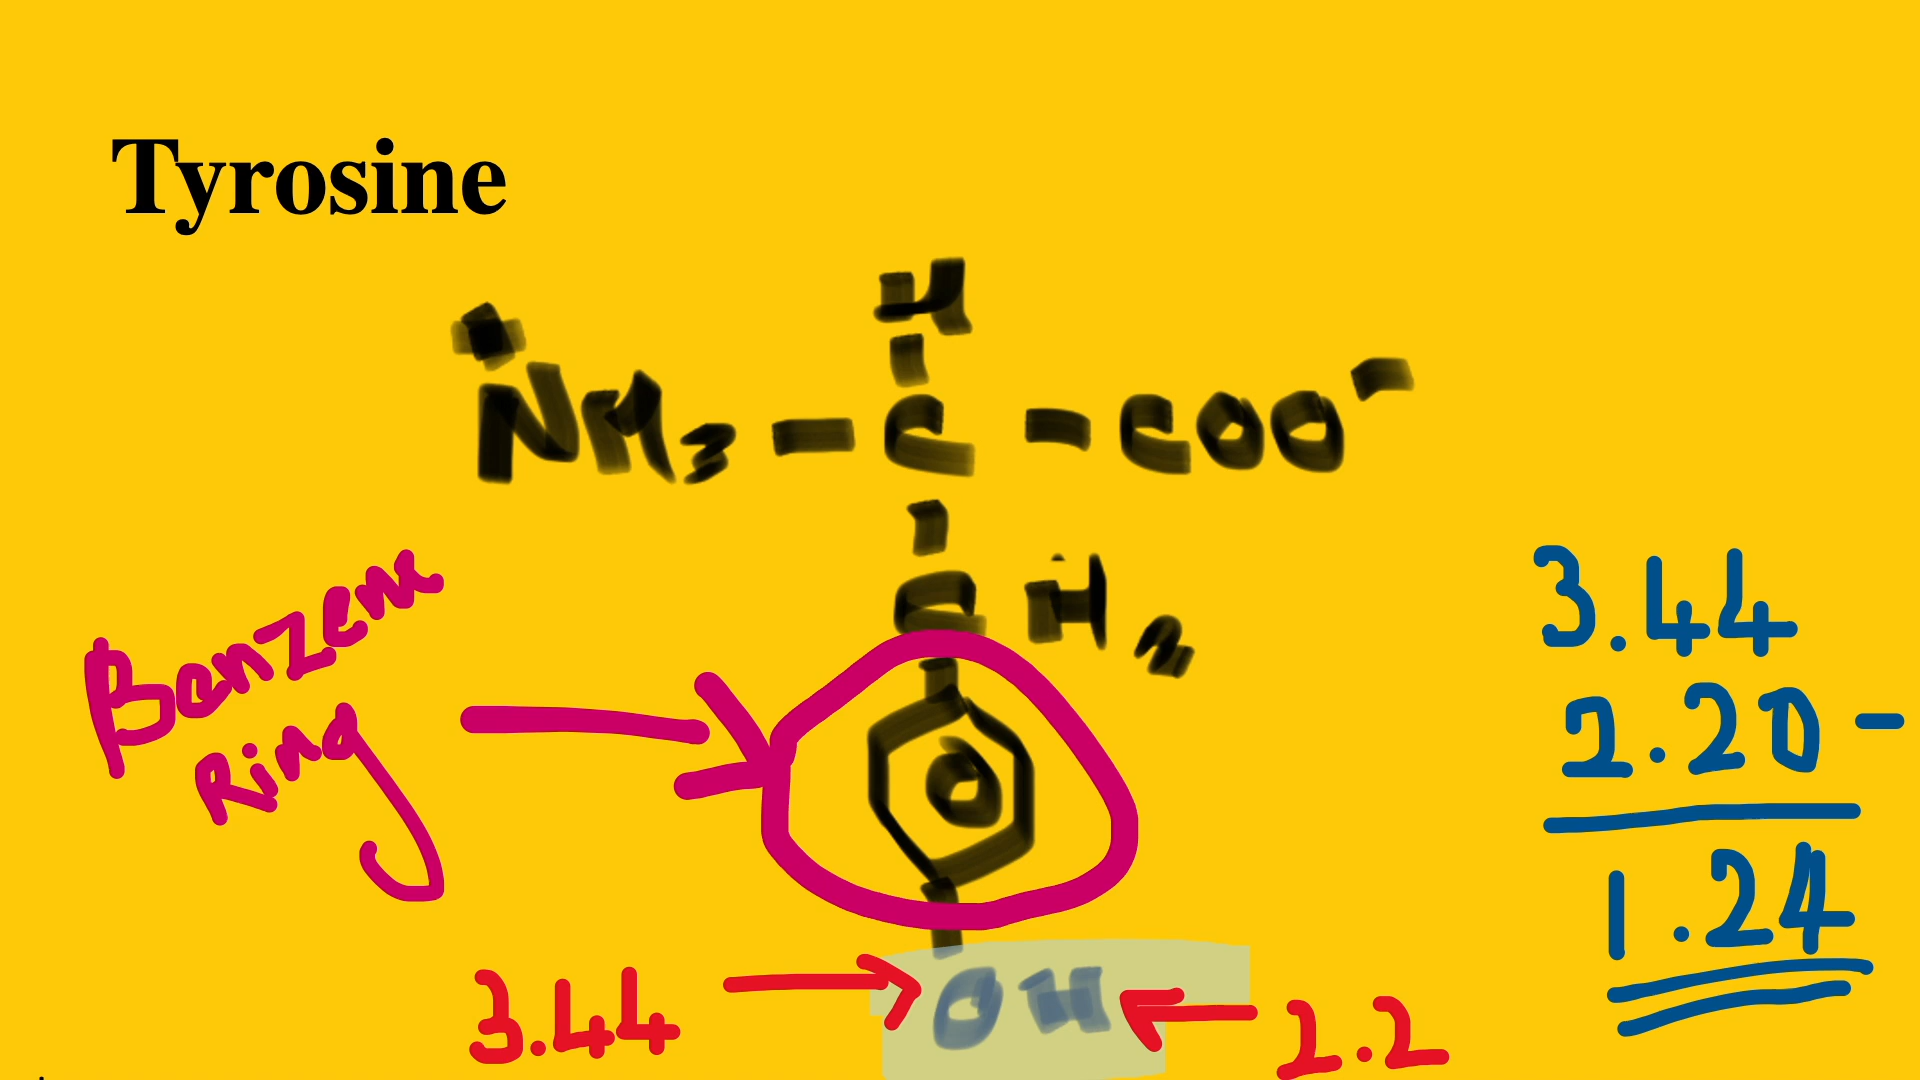 Tyrosine
H
+
NH3 - C - COO-
CH2
Benzene
Ring
OH
3.44
2.2
3.44
2.20 -
1.24